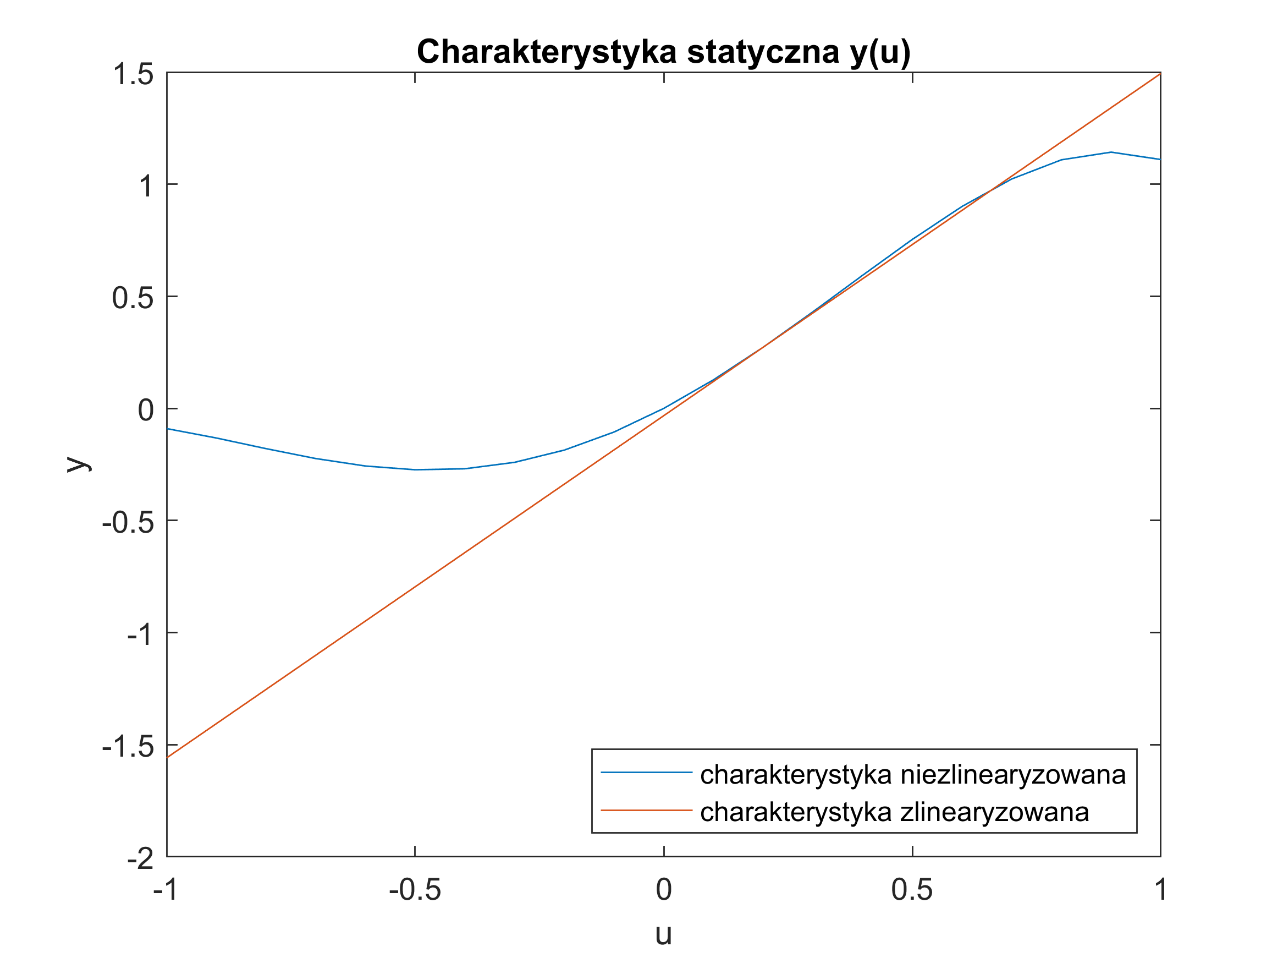 Charakterystyka statyczna y(u)
1.5
1
0.5
0
-0.5
-1
-1.5
-2
y
-1 -0.5 0 0.5 1
u
charakterystyka niezlinearyzowana
charakterystyka zlinearyzowana